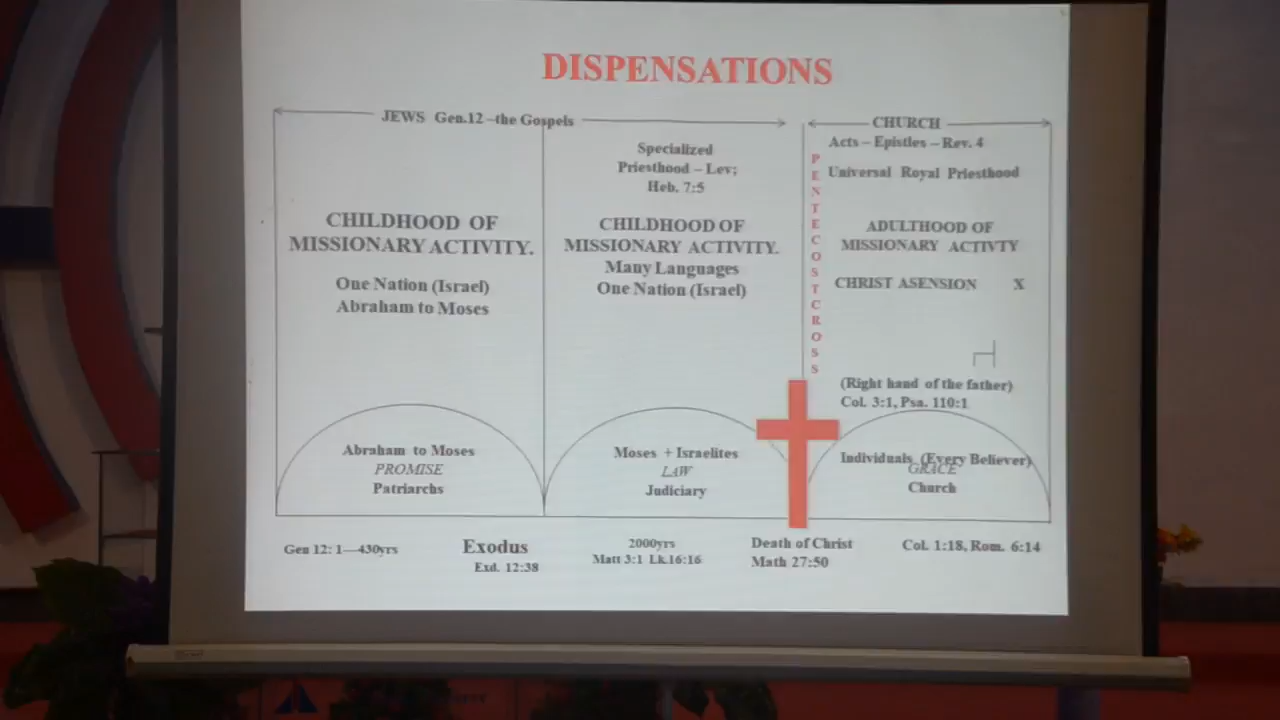 DISPENSATIONS
JEWS Gen.12 –the Gospels
CHURCH
Acts – Epistles – Rev. 4
Universal Royal Priesthood
Specialized
Priesthood – Lev;
Heb. 7:5
CHILDHOOD OF
MISSIONARY ACTIVITY.
One Nation (Israel)
Abraham to Moses
CHILDHOOD OF
MISSIONARY ACTIVITY.
Many Languages
One Nation (Israel)
PENTECOSTCROSS
ADULTHOOD OF
MISSIONARY ACTIVTY
CHRIST ASENSION X
(Right hand of the father)
Col. 3:1, Psa. 110:1
Abraham to Moses
PROMISE
Patriarchs
Moses + Israelites
LAW
Judiciary
Individuals (Every Believer)
GRACE
Church
Gen 12: 1—430yrs
Exodus
Exd. 12:38
2000yrs
Matt 3:1 Lk.16:16
Death of Christ
Math 27:50
Col. 1:18, Rom. 6:14